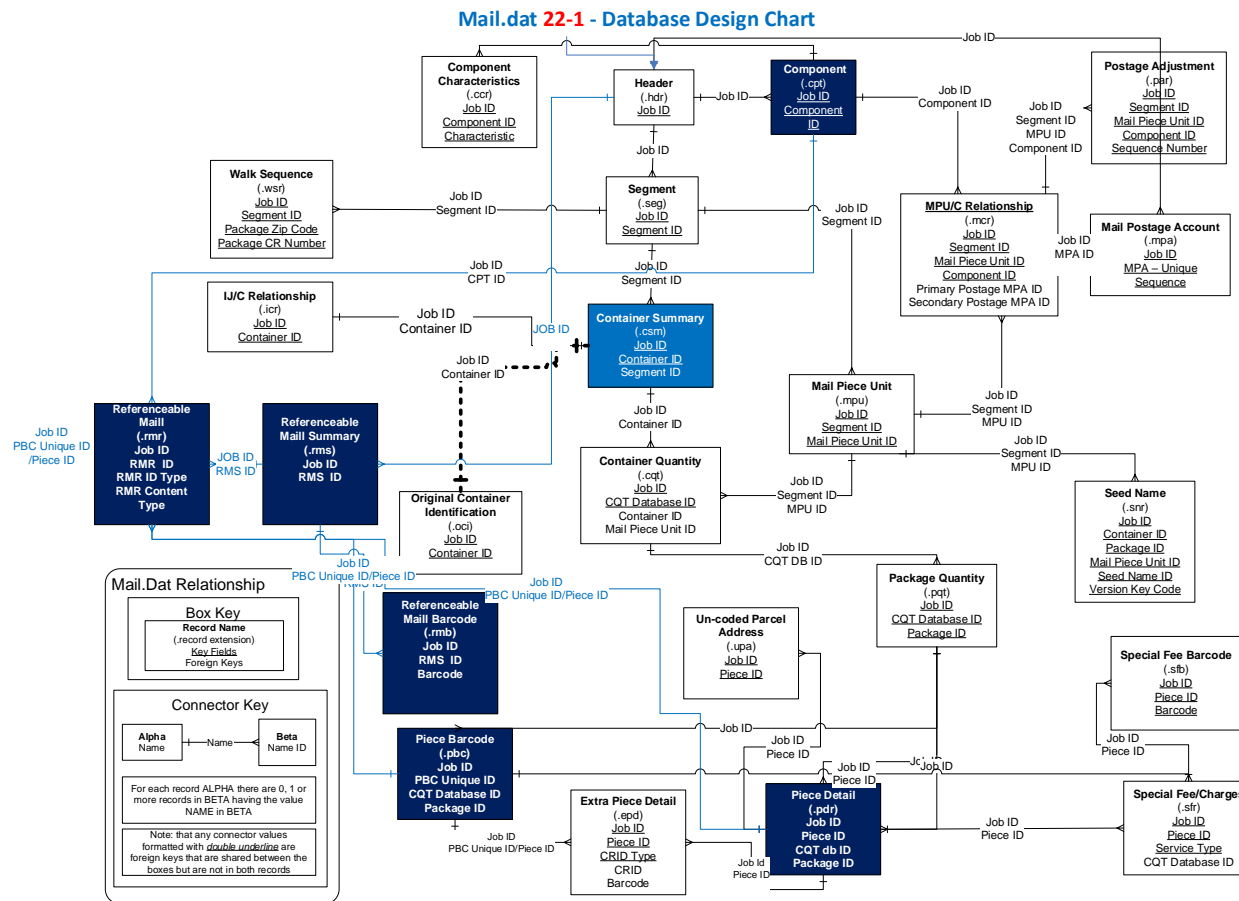 Mail.dat 22-1 - Database Design Chart
Component
Characteristics
(.ccr)
Job ID
Component ID
Characteristic
Header
(.hdr)
Job ID
Job ID
Component
(.cpt)
Job ID
Component
ID
Job ID
Job ID
Component ID
Job ID
Segment ID
MPU ID
Component ID
Postage Adjustment
(.par)
Job ID
Segment ID
Mail Piece Unit ID
Component ID
Sequence Number
Job ID
Walk Sequence
(.wsr)
Job ID
Segment ID
Package Zip Code
Package CR Number
Job ID
Segment ID
Segment
(.seg)
Job ID
Segment ID
Job ID
Segment ID
MPU/C Relationship
(.mcr)
Job ID
Segment ID
Mail Piece Unit ID
Component ID
Primary Postage MPA ID
Secondary Postage MPA ID
Job ID
MPA ID
Mail Postage Account
(.mpa)
Job ID
MPA – Unique
Sequence
Job ID
CPT ID
Job ID
Segment ID
IJ/C Relationship
(.icr)
Job ID
Container ID
Job ID
Container ID
JOB ID
Container Summary
(.csm)
Job ID
Container ID
Segment ID
Job ID
Container ID
Job ID
Container ID
Mail Piece Unit
(.mpu)
Job ID
Segment ID
Mail Piece Unit ID
Job ID
Segment ID
MPU ID
Job ID
PBC Unique ID
/Piece ID
Referenceable
Maill
(.rmr)
Job ID
RMR ID
RMR ID Type
RMR Content
Type
JOB ID
RMS ID
Referenceable
Maill Summary
(.rms)
Job ID
RMS ID
Container Quantity
(.cqt)
Job ID
CQT Database ID
Container ID
Mail Piece Unit ID
Job ID
Segment ID
MPU ID
Job ID
Segment ID
MPU ID
Seed Name
(.snr)
Job ID
Container ID
Package ID
Mail Piece Unit ID
Seed Name ID
Version Key Code
Original Container
Identification
(.oci)
Job ID
Container ID
Job ID
PBC Unique ID/Piece ID
RMS ID
Job ID
PBC Unique ID/Piece ID
Job ID
CQT DB ID
Package Quantity
(.pqt)
Job ID
CQT Database ID
Package ID
Mail.Dat Relationship
Box Key
Record Name
(.record extension)
Key Fields
Foreign Keys
Connector Key
Alpha
Name
Name
Beta
Name ID
For each record ALPHA there are 0, 1 or
more records in BETA having the value
NAME in BETA
Note: that any connector values
formatted with double underline are
foreign keys that are shared between the
boxes but are not in both records
Referenceable
Maill Barcode
(.rmb)
Job ID
RMS ID
Barcode
Un-coded Parcel
Address
(.upa)
Job ID
Piece ID
Special Fee Barcode
(.sfb)
Job ID
Piece ID
Barcode
Piece Barcode
(.pbc)
Job ID
PBC Unique ID
CQT Database ID
Package ID
Job ID
Job ID
Piece ID
Job ID
Piece ID
Job ID
Job ID
Piece ID
Job ID
PBC Unique ID/Piece ID
Extra Piece Detail
(.epd)
Job ID
Piece ID
CRID Type
CRID
Barcode
Job Id
Piece ID
Piece Detail
(.pdr)
Job ID
Piece ID
CQT db ID
Package ID
Job ID
Piece ID
Special Fee/Charges
(.sfr)
Job ID
Piece ID
Service Type
CQT Database ID